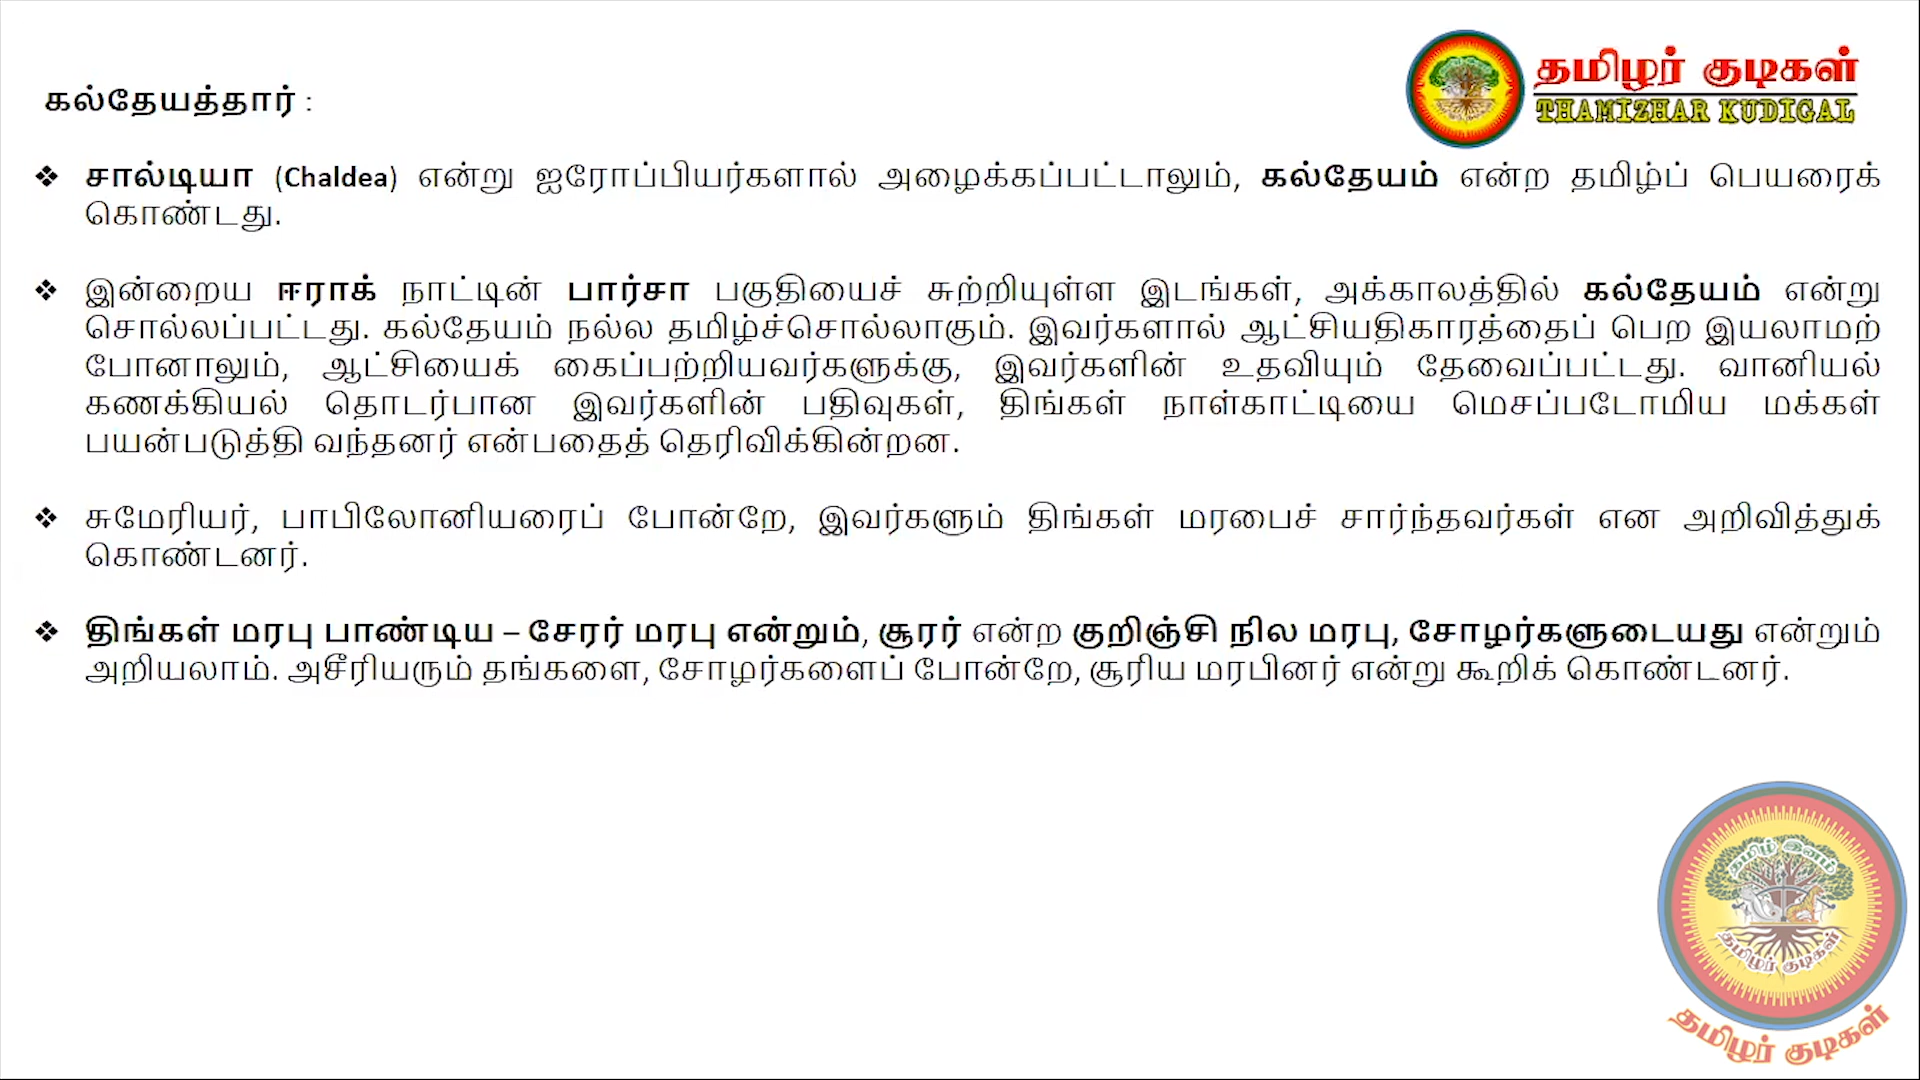 தமிழர் குடிகள்
THAMIZHAR KUDIGAL
கல்தேயத்தார் :
❖ சால்டியா (Chaldea) என்று ஐரோப்பியர்களால் அழைக்கப்பட்டாலும், கல்தேயம் என்ற தமிழ்ப் பெயரைக்
கொண்டது.
❖ இன்றைய ஈராக் நாட்டின் பார்சா பகுதியைச் சுற்றியுள்ள இடங்கள், அக்காலத்தில் கல்தேயம் என்று
சொல்லப்பட்டது. கல்தேயம் நல்ல தமிழ்ச்சொல்லாகும். இவர்களால் ஆட்சியதிகாரத்தைப் பெற இயலாமற்
போனாலும், ஆட்சியைக் கைப்பற்றியவர்களுக்கு, இவர்களின் உதவியும் தேவைப்பட்டது. வானியல்
கணக்கியல் தொடர்பான இவர்களின் பதிவுகள், திங்கள் நாள்காட்டியை மெசப்படோமிய மக்கள்
பயன்படுத்தி வந்தனர் என்பதைத் தெரிவிக்கின்றன.
❖ சுமேரியர், பாபிலோனியரைப் போன்றே, இவர்களும் திங்கள் மரபைச் சார்ந்தவர்கள் என அறிவித்துக்
கொண்டனர்.
❖ திங்கள் மரபு பாண்டிய – சேரர் மரபு என்றும், சூரர் என்ற குறிஞ்சி நில மரபு, சோழர்களுடையது என்றும்
அறியலாம். அசீரியரும் தங்களை, சோழர்களைப் போன்றே, சூரிய மரபினர் என்று கூறிக் கொண்டனர்.
தமிழ் இனம்
தமிழர் குடிகள்
தமிழர் குடிகள்